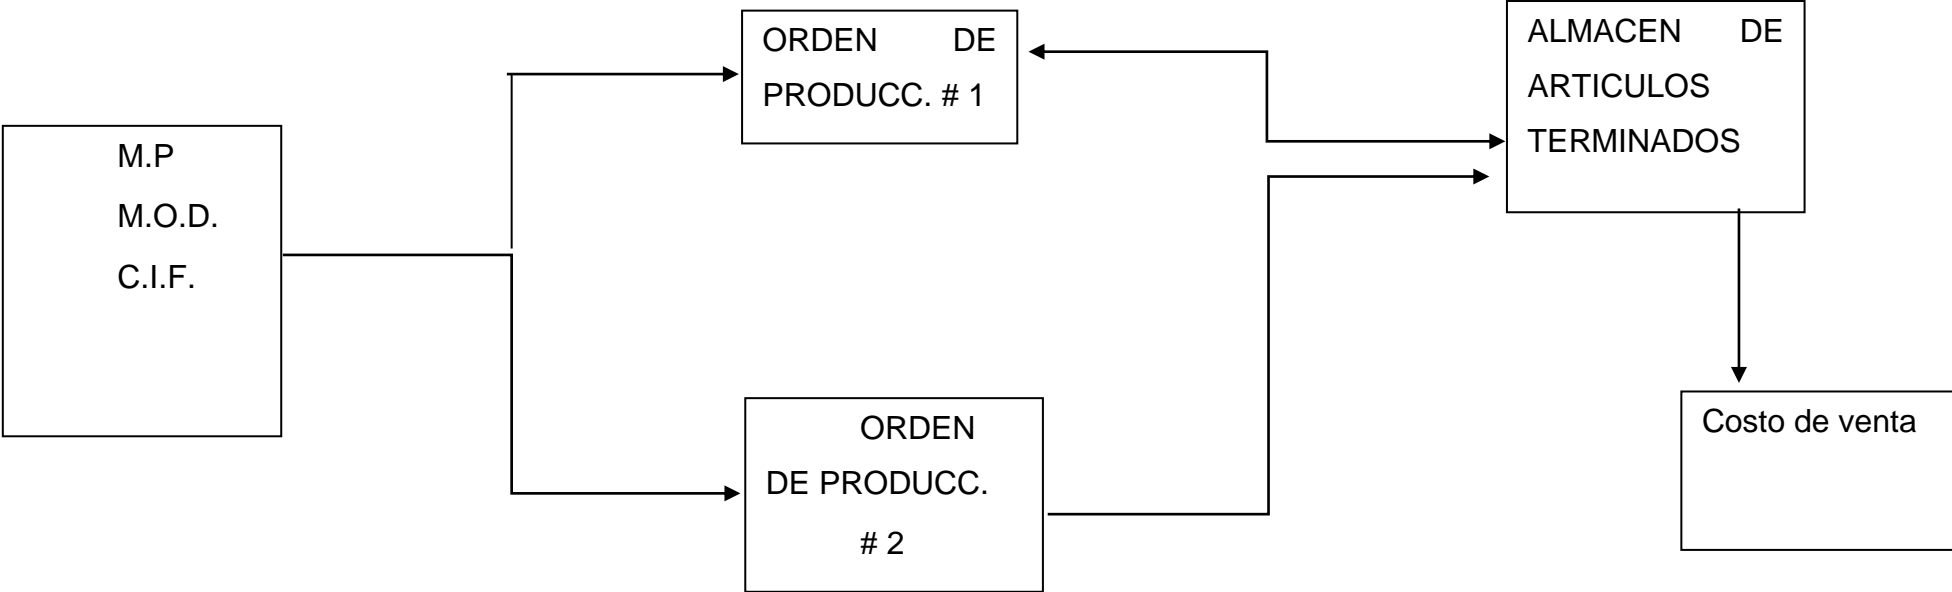 M.P
M.O.D.
C.I.F.
ORDEN DE
PRODUCC. # 1
ORDEN
DE PRODUCC.
# 2
ALMACEN DE
ARTICULOS
TERMINADOS
Costo de venta